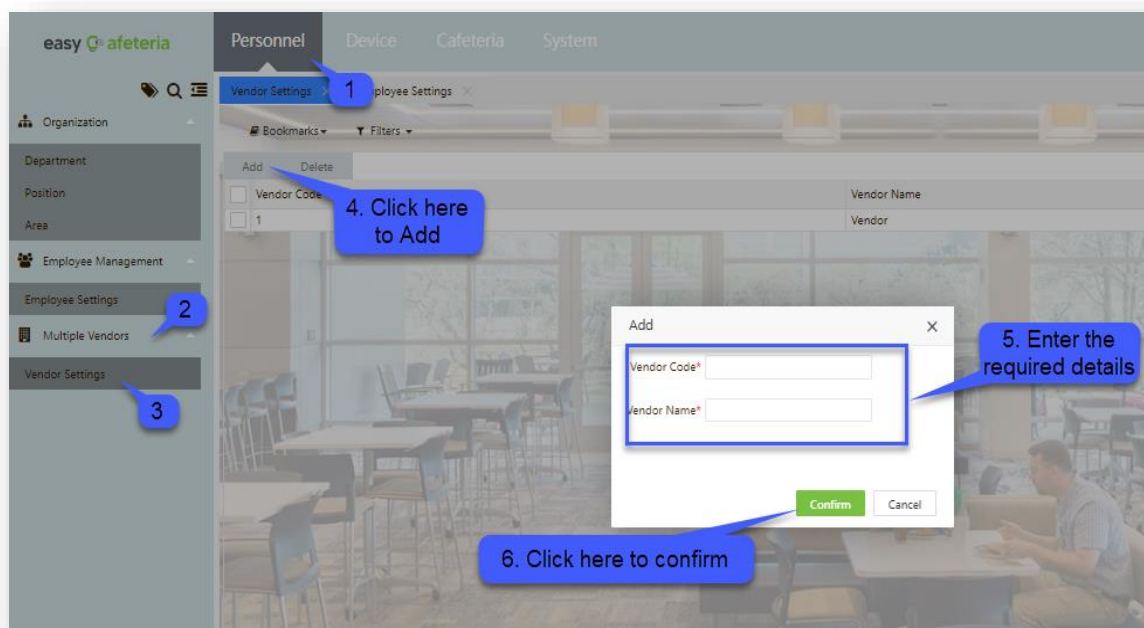 easy Cafeteria
Personnel Device Cafeteria System
1
Vendor Settings Employee Settings
Organization
Bookmarks Filters
Department
Add Delete
Position
Vendor Code Vendor Name
4. Click here
to Add
Area
1 Vendor
Employee Management
Employee Settings
2
Multiple Vendors
Vendor Settings
3
Add
Vendor Code*
Vendor Name*
5. Enter the
required details
Confirm Cancel
6. Click here to confirm